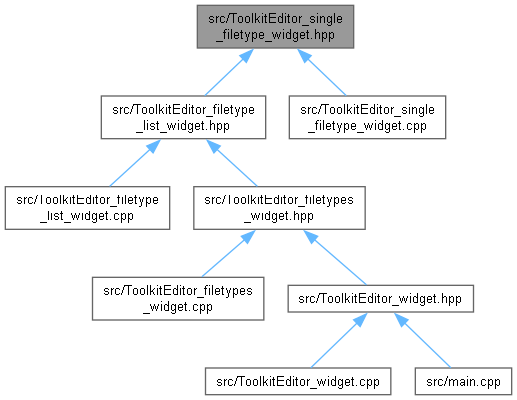 src/ToolkitEditor_single
_filetype_widget.hpp
src/ToolkitEditor_filetype
_list_widget.hpp
src/ToolkitEditor_single
_filetype_widget.cpp
src/ToolkitEditor_filetype
_list_widget.cpp
src/ToolkitEditor_filetypes
_widget.hpp
src/ToolkitEditor_filetypes
_widget.cpp
src/ToolkitEditor_widget.hpp
src/ToolkitEditor_widget.cpp
src/main.cpp